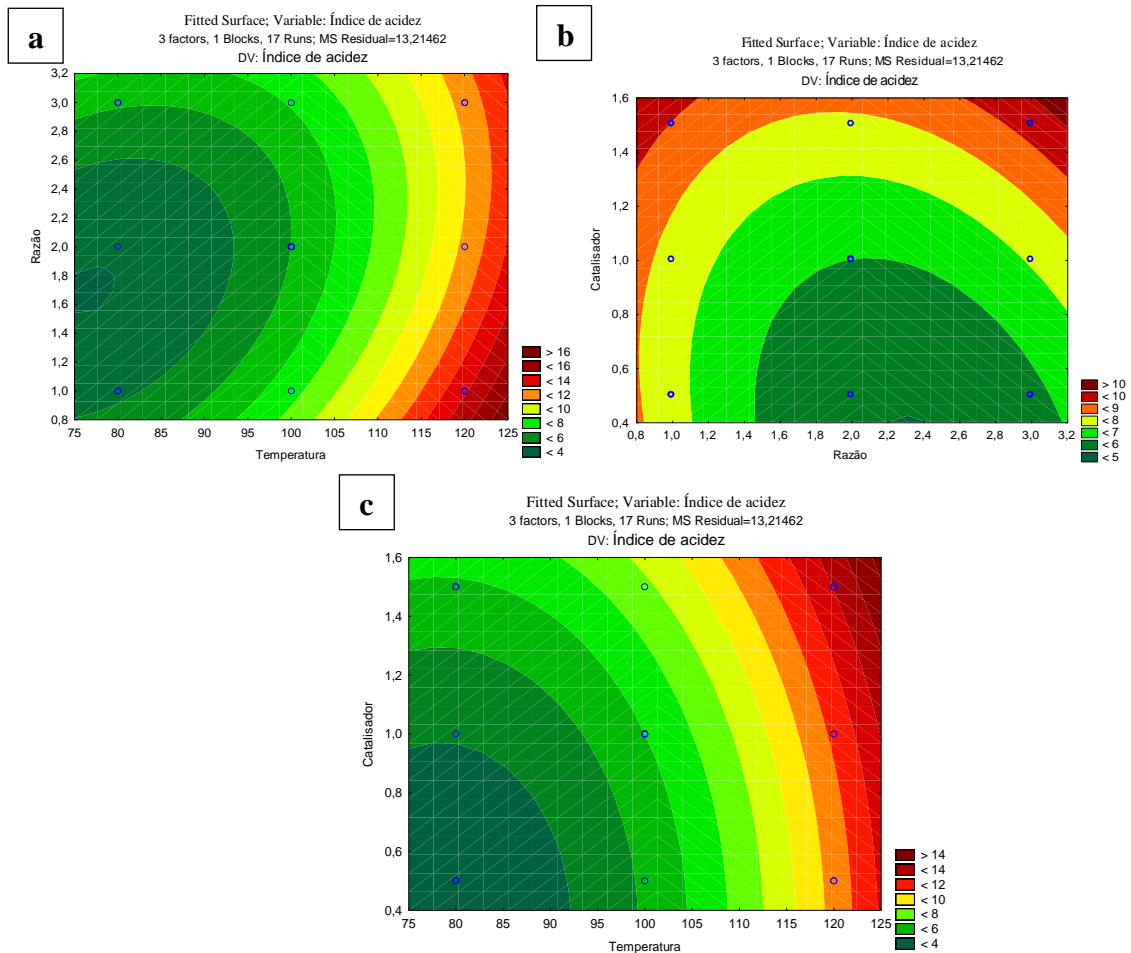 a
Fitted Surface; Variable: Índice de acidez
3 factors, 1 Blocks, 17 Runs; MS Residual=13,21462
DV: Índice de acidez
3,2
3,0
2,8
2,6
2,4
2,2
2,0
1,8
1,6
1,4
1,2
1,0
0,8
Razão
75 80 85 90 95 100 105 110 115 120 125
Temperatura
> 16
< 16
< 14
< 12
< 10
< 8
< 6
< 4
b
Fitted Surface; Variable: Índice de acidez
3 factors, 1 Blocks, 17 Runs; MS Residual=13,21462
DV: Índice de acidez
1,6
1,4
1,2
1,0
0,8
0,6
0,4
Catalisador
0,8 1,0 1,2 1,4 1,6 1,8 2,0 2,2 2,4 2,6 2,8 3,0 3,2
Razão
> 10
< 10
< 9
< 8
< 7
< 6
< 5
c
Fitted Surface; Variable: Índice de acidez
3 factors, 1 Blocks, 17 Runs; MS Residual=13,21462
DV: Índice de acidez
1,6
1,4
1,2
1,0
0,8
0,6
0,4
Catalisador
75 80 85 90 95 100 105 110 115 120 125
Temperatura
> 14
< 14
< 12
< 10
< 8
< 6
< 4